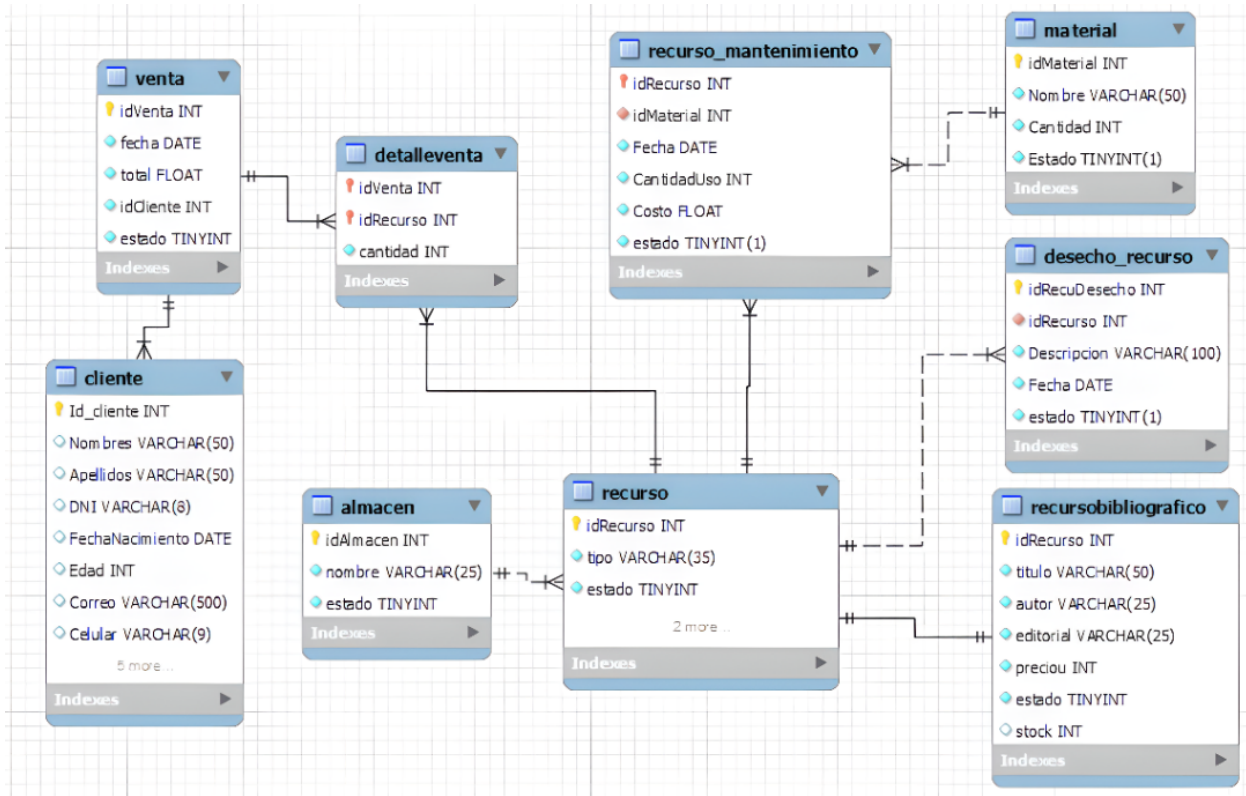 venta
idVenta INT
fecha DATE
total FLOAT
idCliente INT
estado TINYINT
Indexes
detalleventa
idVenta INT
idRecurso INT
cantidad INT
Indexes
recurso_mantenimiento
idRecurso INT
idMaterial INT
Fecha DATE
CantidadUso INT
Costo FLOAT
estado TINYINT(1)
Indexes
material
idMaterial INT
Nombre VARCHAR(50)
Cantidad INT
Estado TINYINT(1)
Indexes
desecho_recurso
idRecuDesecho INT
idRecurso INT
Descripcion VARCHAR(100)
Fecha DATE
estado TINYINT(1)
Indexes
cliente
Id_cliente INT
Nombres VARCHAR(50)
Apellidos VARCHAR(50)
DNI VARCHAR(8)
FechaNacimiento DATE
Edad INT
Correo VARCHAR(500)
Celular VARCHAR(9)
5 more...
Indexes
almacen
idAlmacen INT
nombre VARCHAR(25)
estado TINYINT
Indexes
recurso
idRecurso INT
tipo VARCHAR(35)
estado TINYINT
2 more...
Indexes
recursobibliografico
idRecurso INT
titulo VARCHAR(50)
autor VARCHAR(25)
editorial VARCHAR(25)
preciou INT
estado TINYINT
stock INT
Indexes